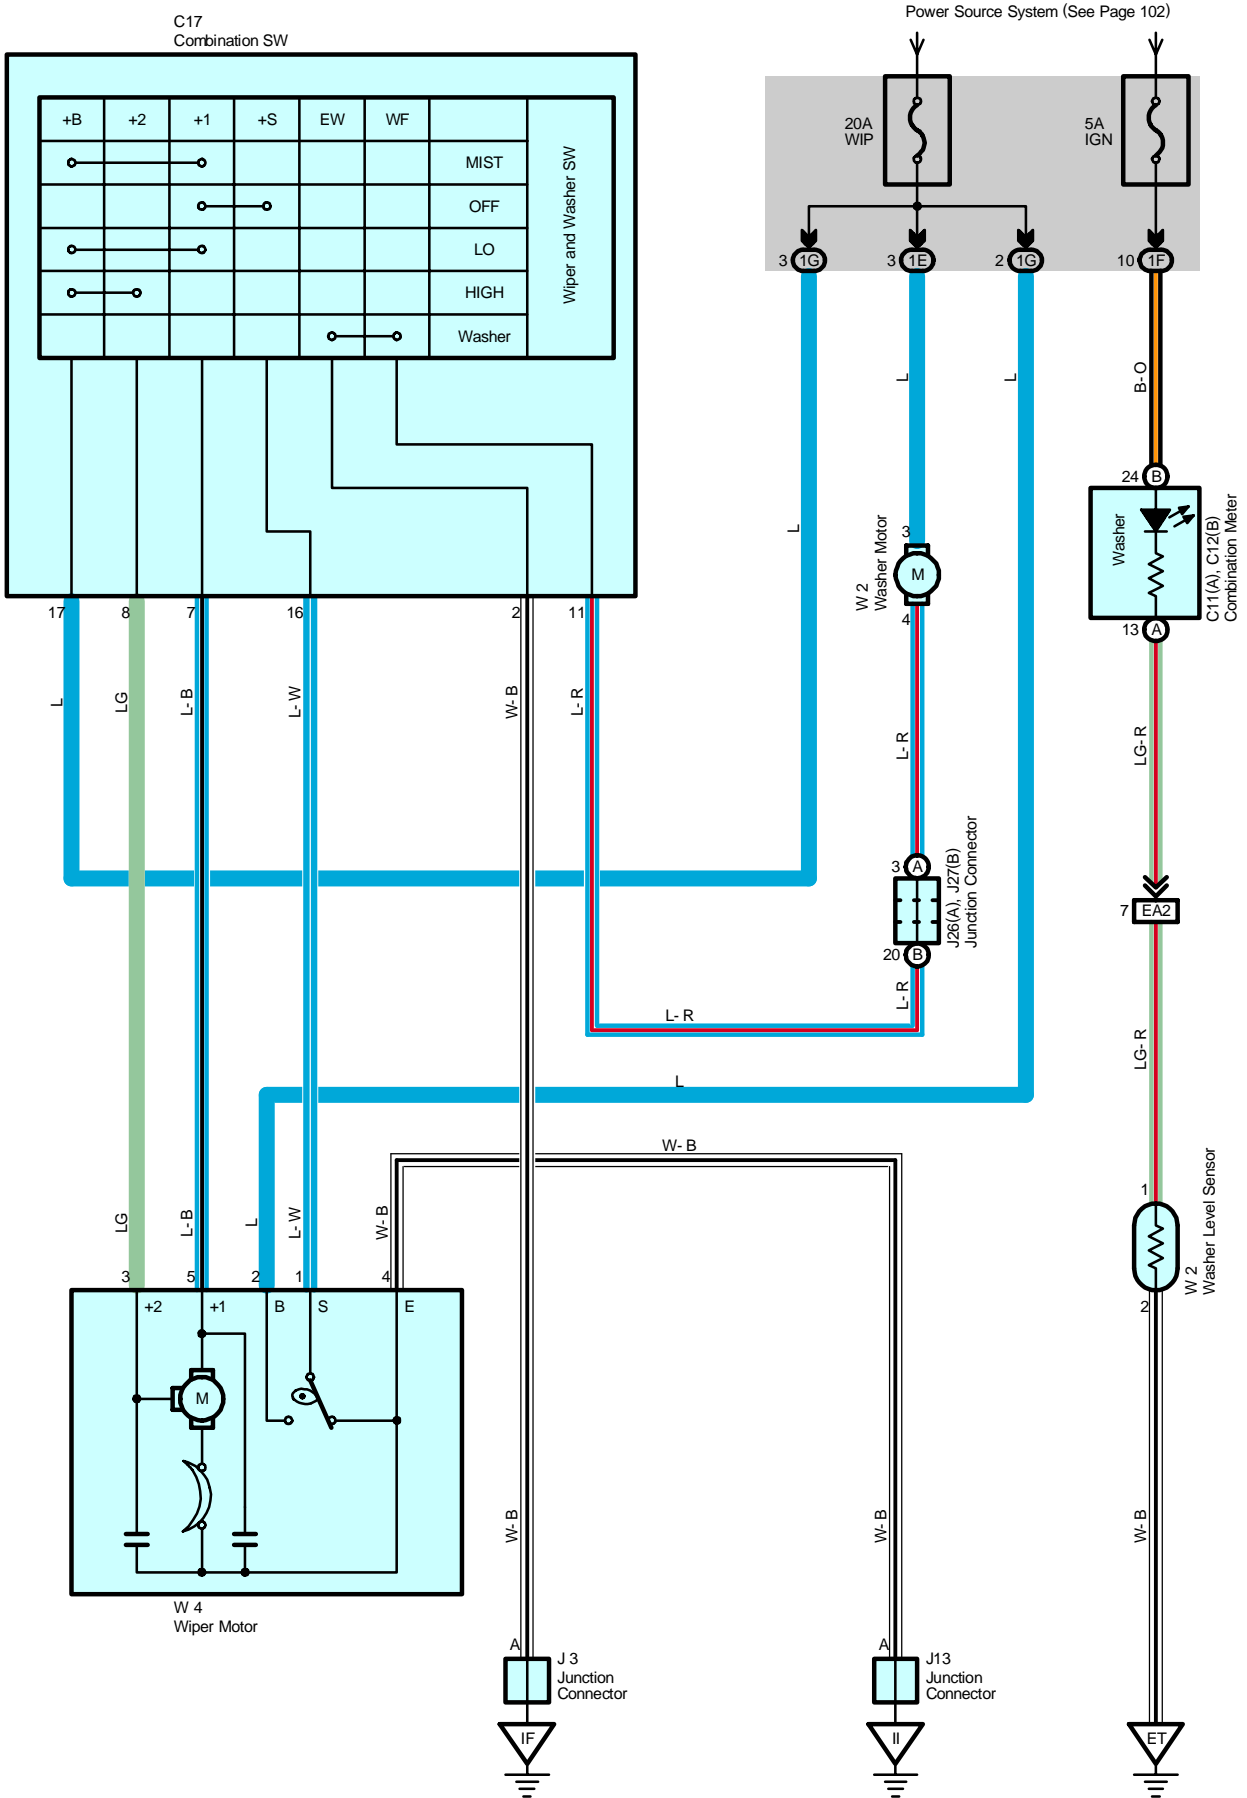 Power Source System (See Page 102)
C17
Combination SW
+B +2 +1 +S EW WF
MIST
OFF
LO
HIGH
Washer
Wiper and Washer SW
20A
WIP
5A
IGN
3 1G
3 1E
2 1G
10 1F
L
L
L
B-O
24 B
Washer
C11(A), C12(B)
Combination Meter
13 A
3
W 2
Washer Motor
M
4
17
8
7
16
2
11
L
LG
L-B
L-W
W-B
L-R
L-R
LG-R
3 A
J26(A), J27(B)
Junction Connector
20 B
L-R
L-R
7 EA2
LG-R
L
W-B
LG
L-B
L
L-W
W-B
1
W 2
Washer Level Sensor
2
3
5
2
1
4
+2
+1
B
S
E
M
W 4
Wiper Motor
W-B
W-B
W-B
A
J 3
Junction
Connector
A
J13
Junction
Connector
IF
II
ET